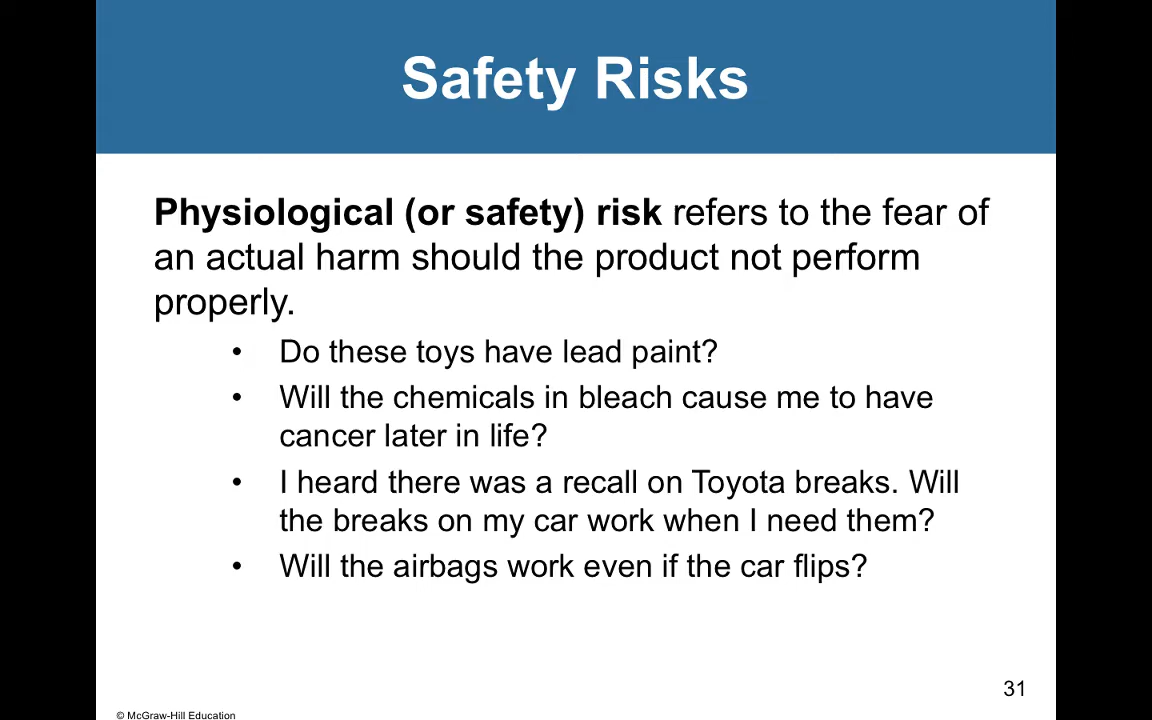 Safety Risks
Physiological (or safety) risk refers to the fear of
an actual harm should the product not perform
properly.
• Do these toys have lead paint?
• Will the chemicals in bleach cause me to have
cancer later in life?
• I heard there was a recall on Toyota breaks. Will
the breaks on my car work when I need them?
• Will the airbags work even if the car flips?
31
© McGraw-Hill Education